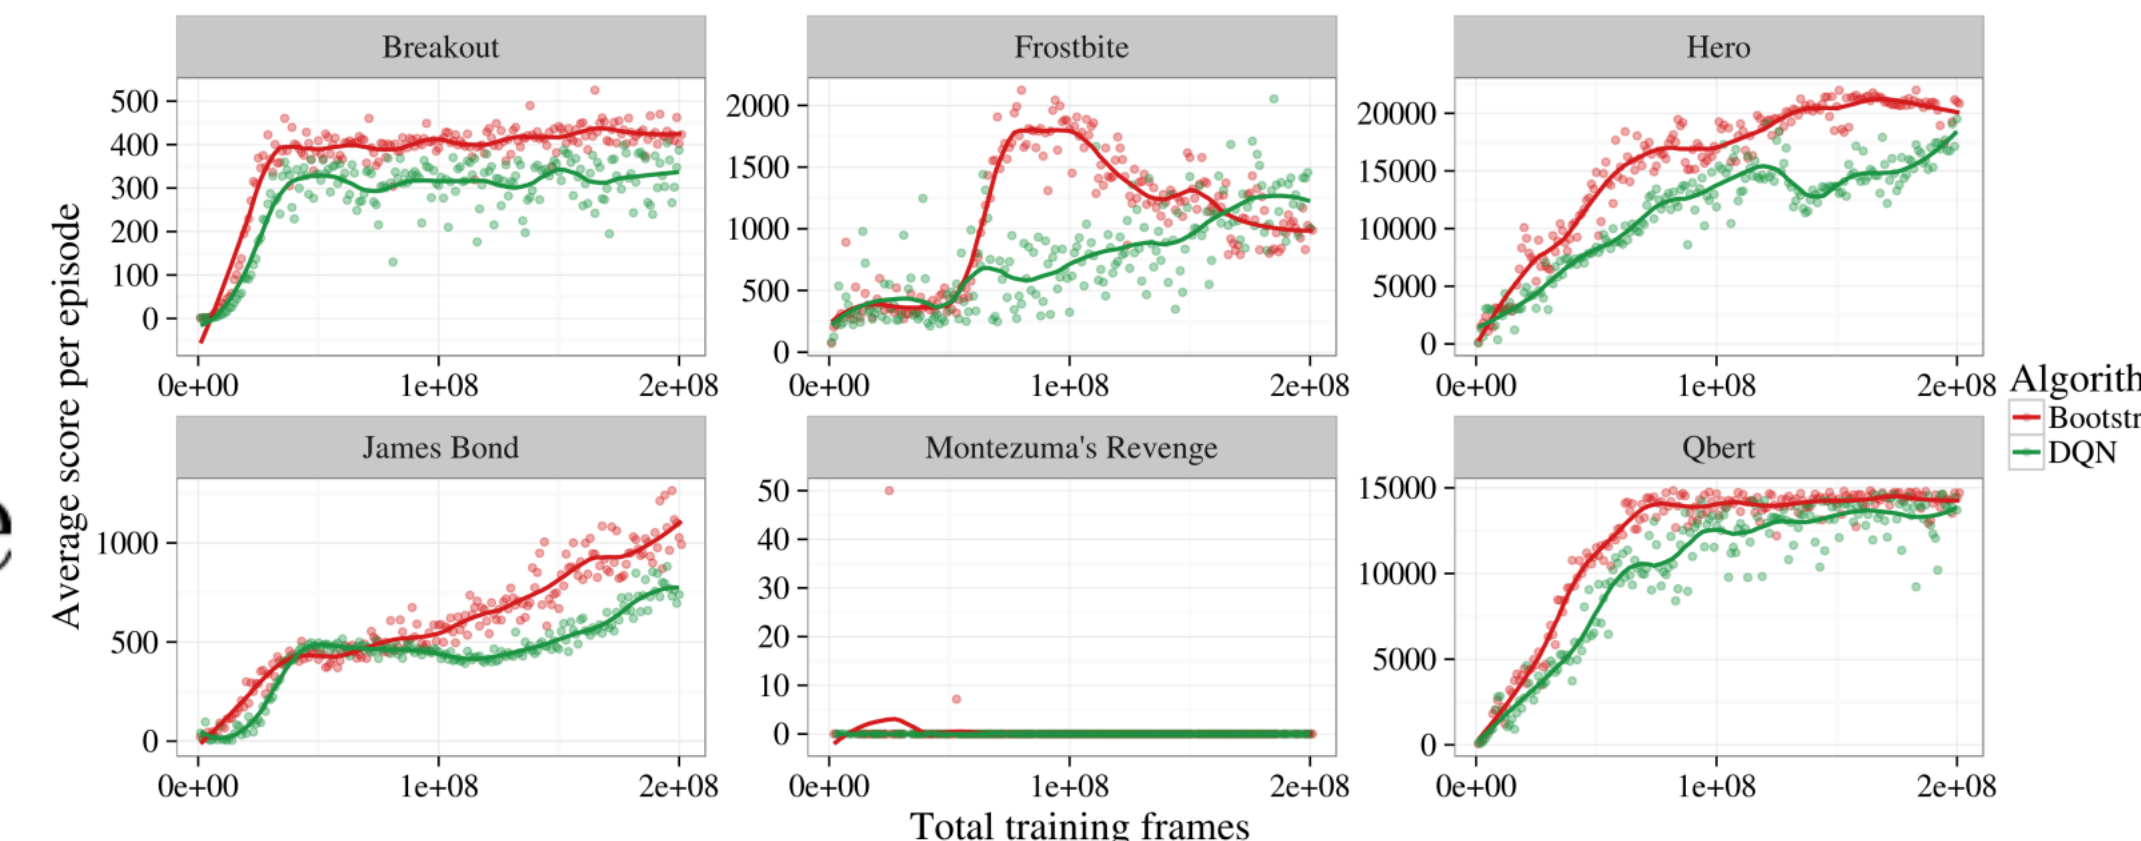 Breakout
Frostbite
Hero
500
400
300
200
100
0
2000
1500
1000
500
0
20000
15000
10000
5000
0
0e+00 1e+08 2e+08
0e+00 1e+08 2e+08
0e+00 1e+08 2e+08
Average score per episode
Algorith
Bootstr
DQN
e
James Bond
Montezuma's Revenge
Qbert
1000
500
0
50
40
30
20
10
0
15000
10000
5000
0
0e+00 1e+08 2e+08
0e+00 1e+08 2e+08
0e+00 1e+08 2e+08
Total training frames